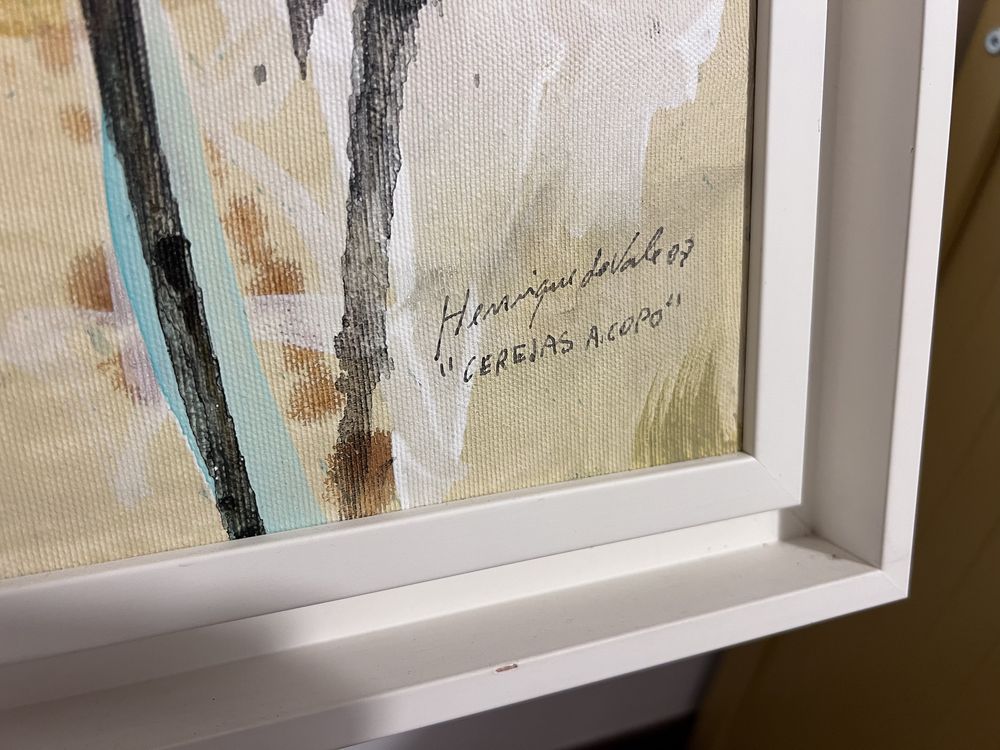 Henrique do Vale 07
"CEREJAS A. COPO"